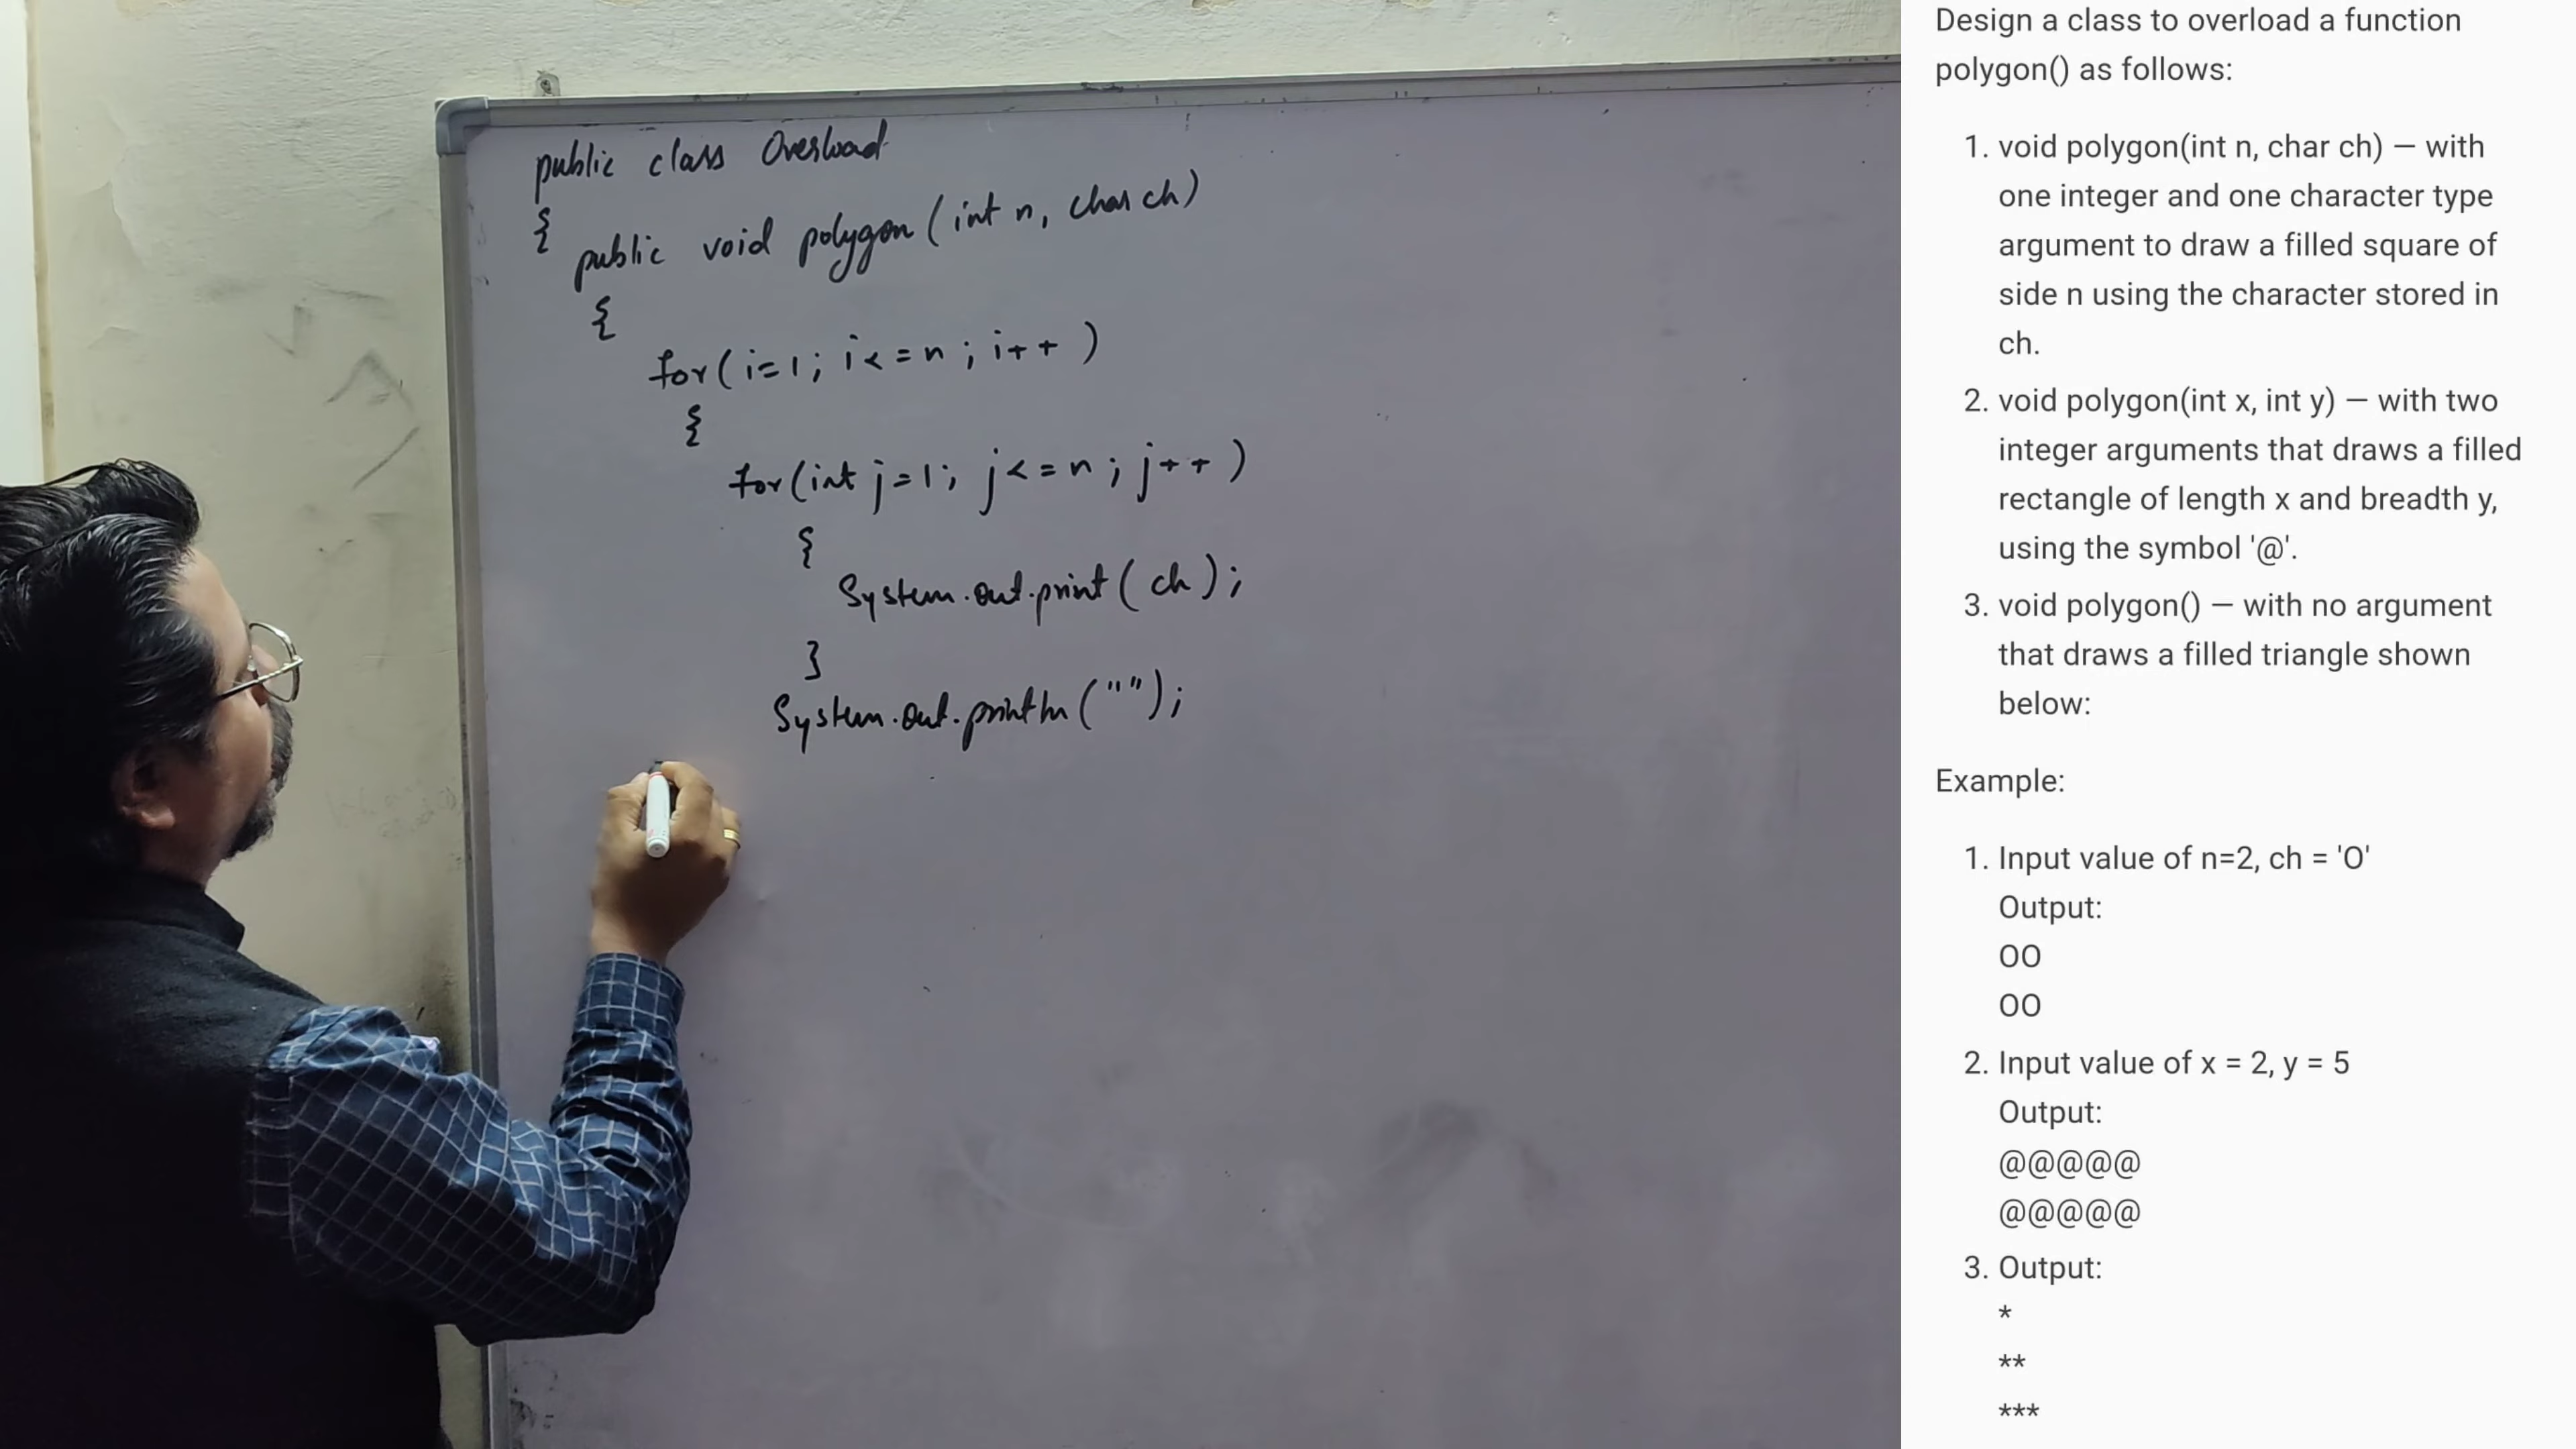 public class Overload
{
public void polygon (int n, char ch)
{
for( i=1; i<=n; i++ )
{
for(int j=1; j<=n; j++ )
{
System.out.print( ch );
}
System.out.println("");
Design a class to overload a function
polygon() as follows:
1. void polygon(int n, char ch) — with
one integer and one character type
argument to draw a filled square of
side n using the character stored in
ch.
2. void polygon(int x, int y) — with two
integer arguments that draws a filled
rectangle of length x and breadth y,
using the symbol '@'.
3. void polygon() — with no argument
that draws a filled triangle shown
below:
Example:
1. Input value of n=2, ch = 'O'
Output:
OO
OO
2. Input value of x = 2, y = 5
Output:
@@@@@
@@@@@
3. Output:
*
**
***